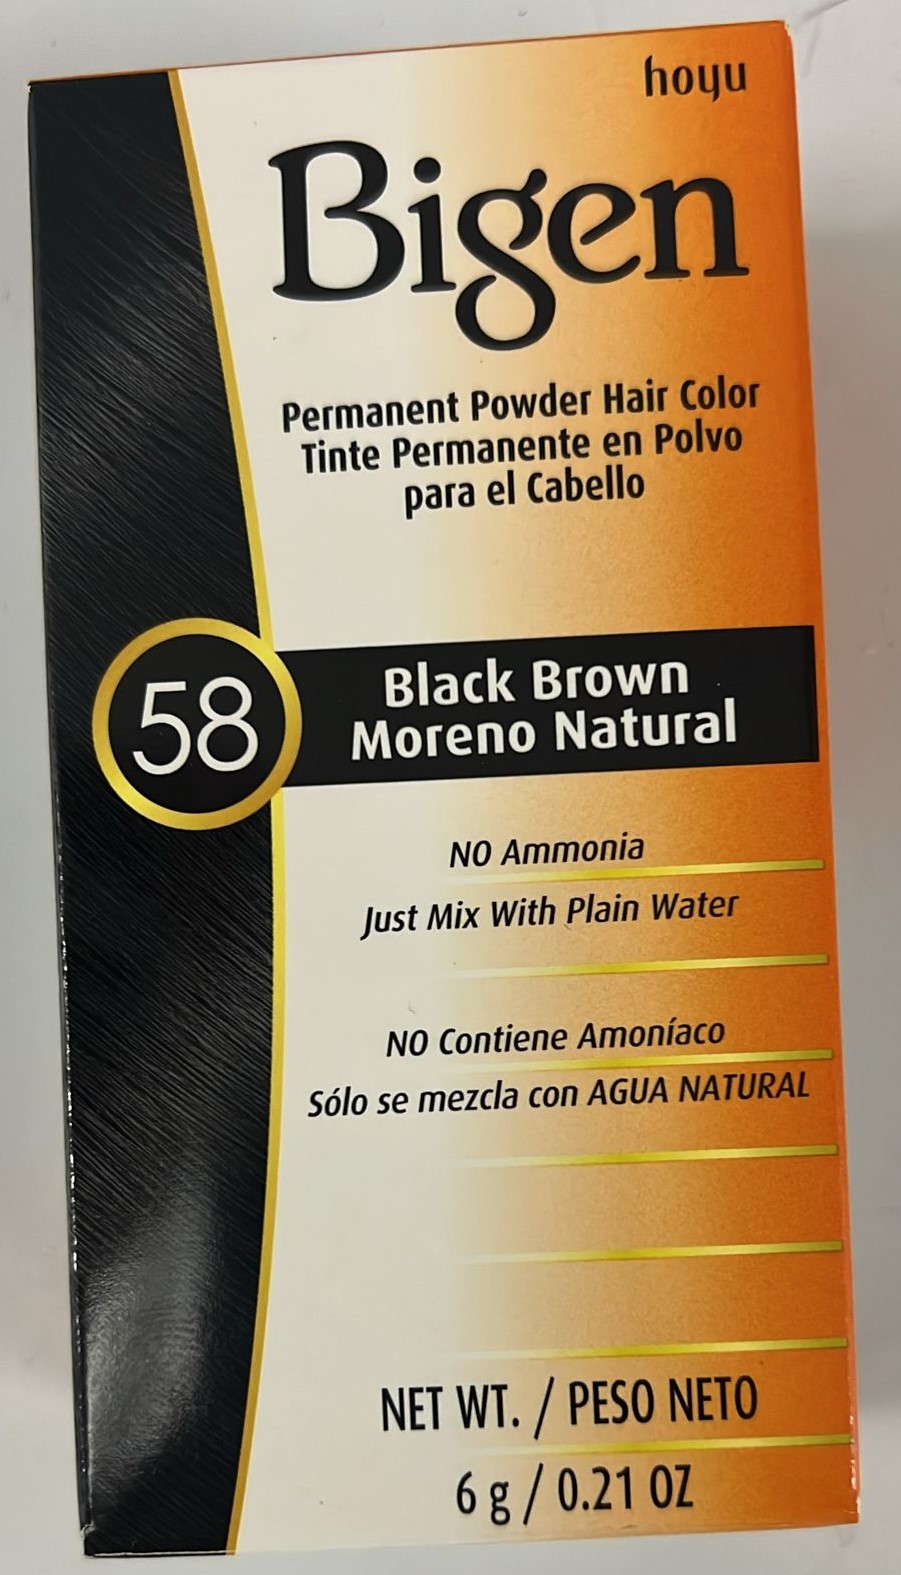 hoyu
Bigen
Permanent Powder Hair Color
Tinte Permanente en Polvo
para el Cabello
58
Black Brown
Moreno Natural
NO Ammonia
Just Mix With Plain Water
NO Contiene Amoníaco
Sólo se mezcla con AGUA NATURAL
NET WT. / PESO NETO
6 g / 0.21 OZ